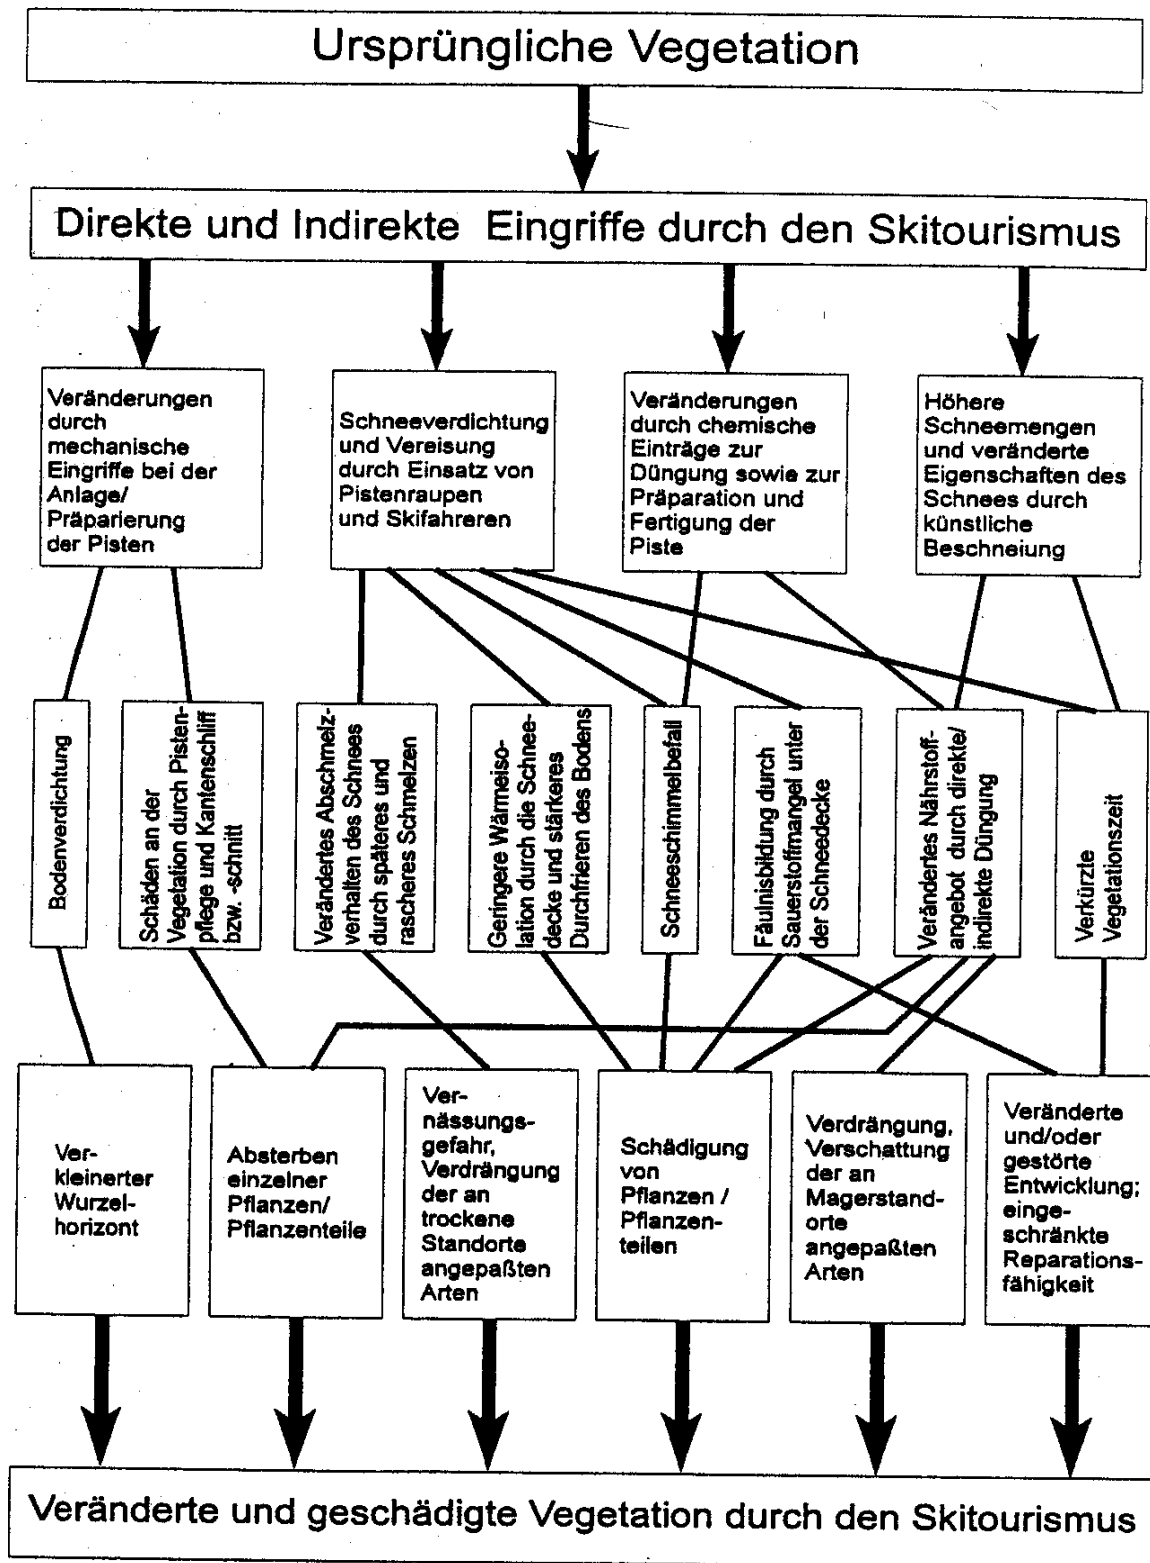 Ursprüngliche Vegetation
Direkte und Indirekte Eingriffe durch den Skitourismus
Veränderungen
durch
mechanische
Eingriffe bei der
Anlage/
Präparierung
der Pisten
Schneeverdichtung
und Vereisung
durch Einsatz von
Pistenraupen
und Skifahreren
Veränderungen
durch chemische
Einträge zur
Düngung sowie zur
Präparation und
Fertigung der
Piste
Höhere
Schneemengen
und veränderte
Eigenschaften des
Schnees durch
künstliche
Beschneiung
Bodenverdichtung
Schäden an der
Vegetation durch Pisten-
pflege und Kantenschliff
bzw. -schnitt
Verändertes Abschmelz-
verhalten des Schnees
durch späteres und
rascheres Schmelzen
Geringere Wärmeiso-
lation durch die Schnee-
decke und stärkeres
Durchfrieren des Bodens
Schneeschimmelbefall
Fäulnisbildung durch
Sauerstoffmangel unter
der Schneedecke
Verändertes Nährstoff-
angebot durch direkte/
indirekte Düngung
Verkürzte
Vegetationszeit
Ver-
kleinerter
Wurzel-
horizont
Absterben
einzelner
Pflanzen/
Pflanzenteile
Ver-
nässungs-
gefahr,
Verdrängung
der an
trockene
Standorte
angepaßten
Arten
Schädigung
von
Pflanzen /
Pflanzen-
teilen
Verdrängung,
Verschattung
der an
Magerstand-
orte
angepaßten
Arten
Veränderte
und/oder
gestörte
Entwicklung;
einge-
schränkte
Reparations-
fähigkeit
Veränderte und geschädigte Vegetation durch den Skitourismus